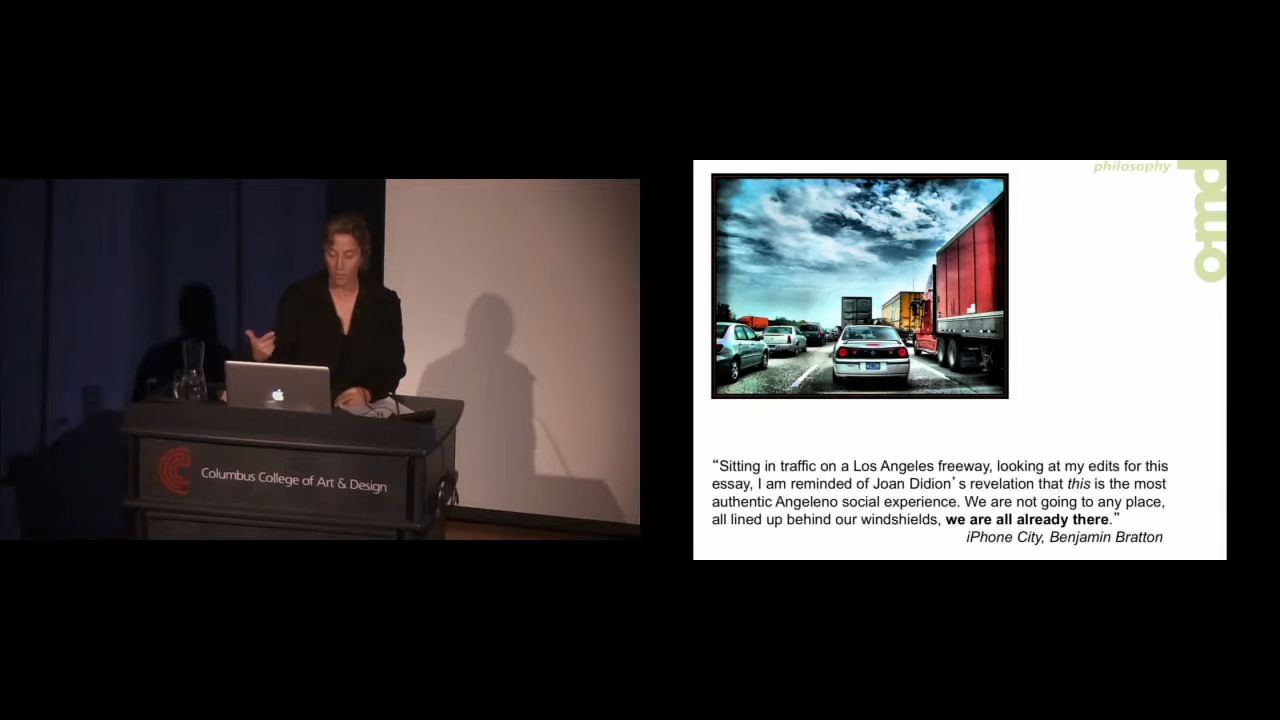 Columbus College of Art & Design
philosophy
pwmo
“Sitting in traffic on a Los Angeles freeway, looking at my edits for this
essay, I am reminded of Joan Didion’s revelation that this is the most
authentic Angeleno social experience. We are not going to any place,
all lined up behind our windshields, we are all already there.”
iPhone City, Benjamin Bratton